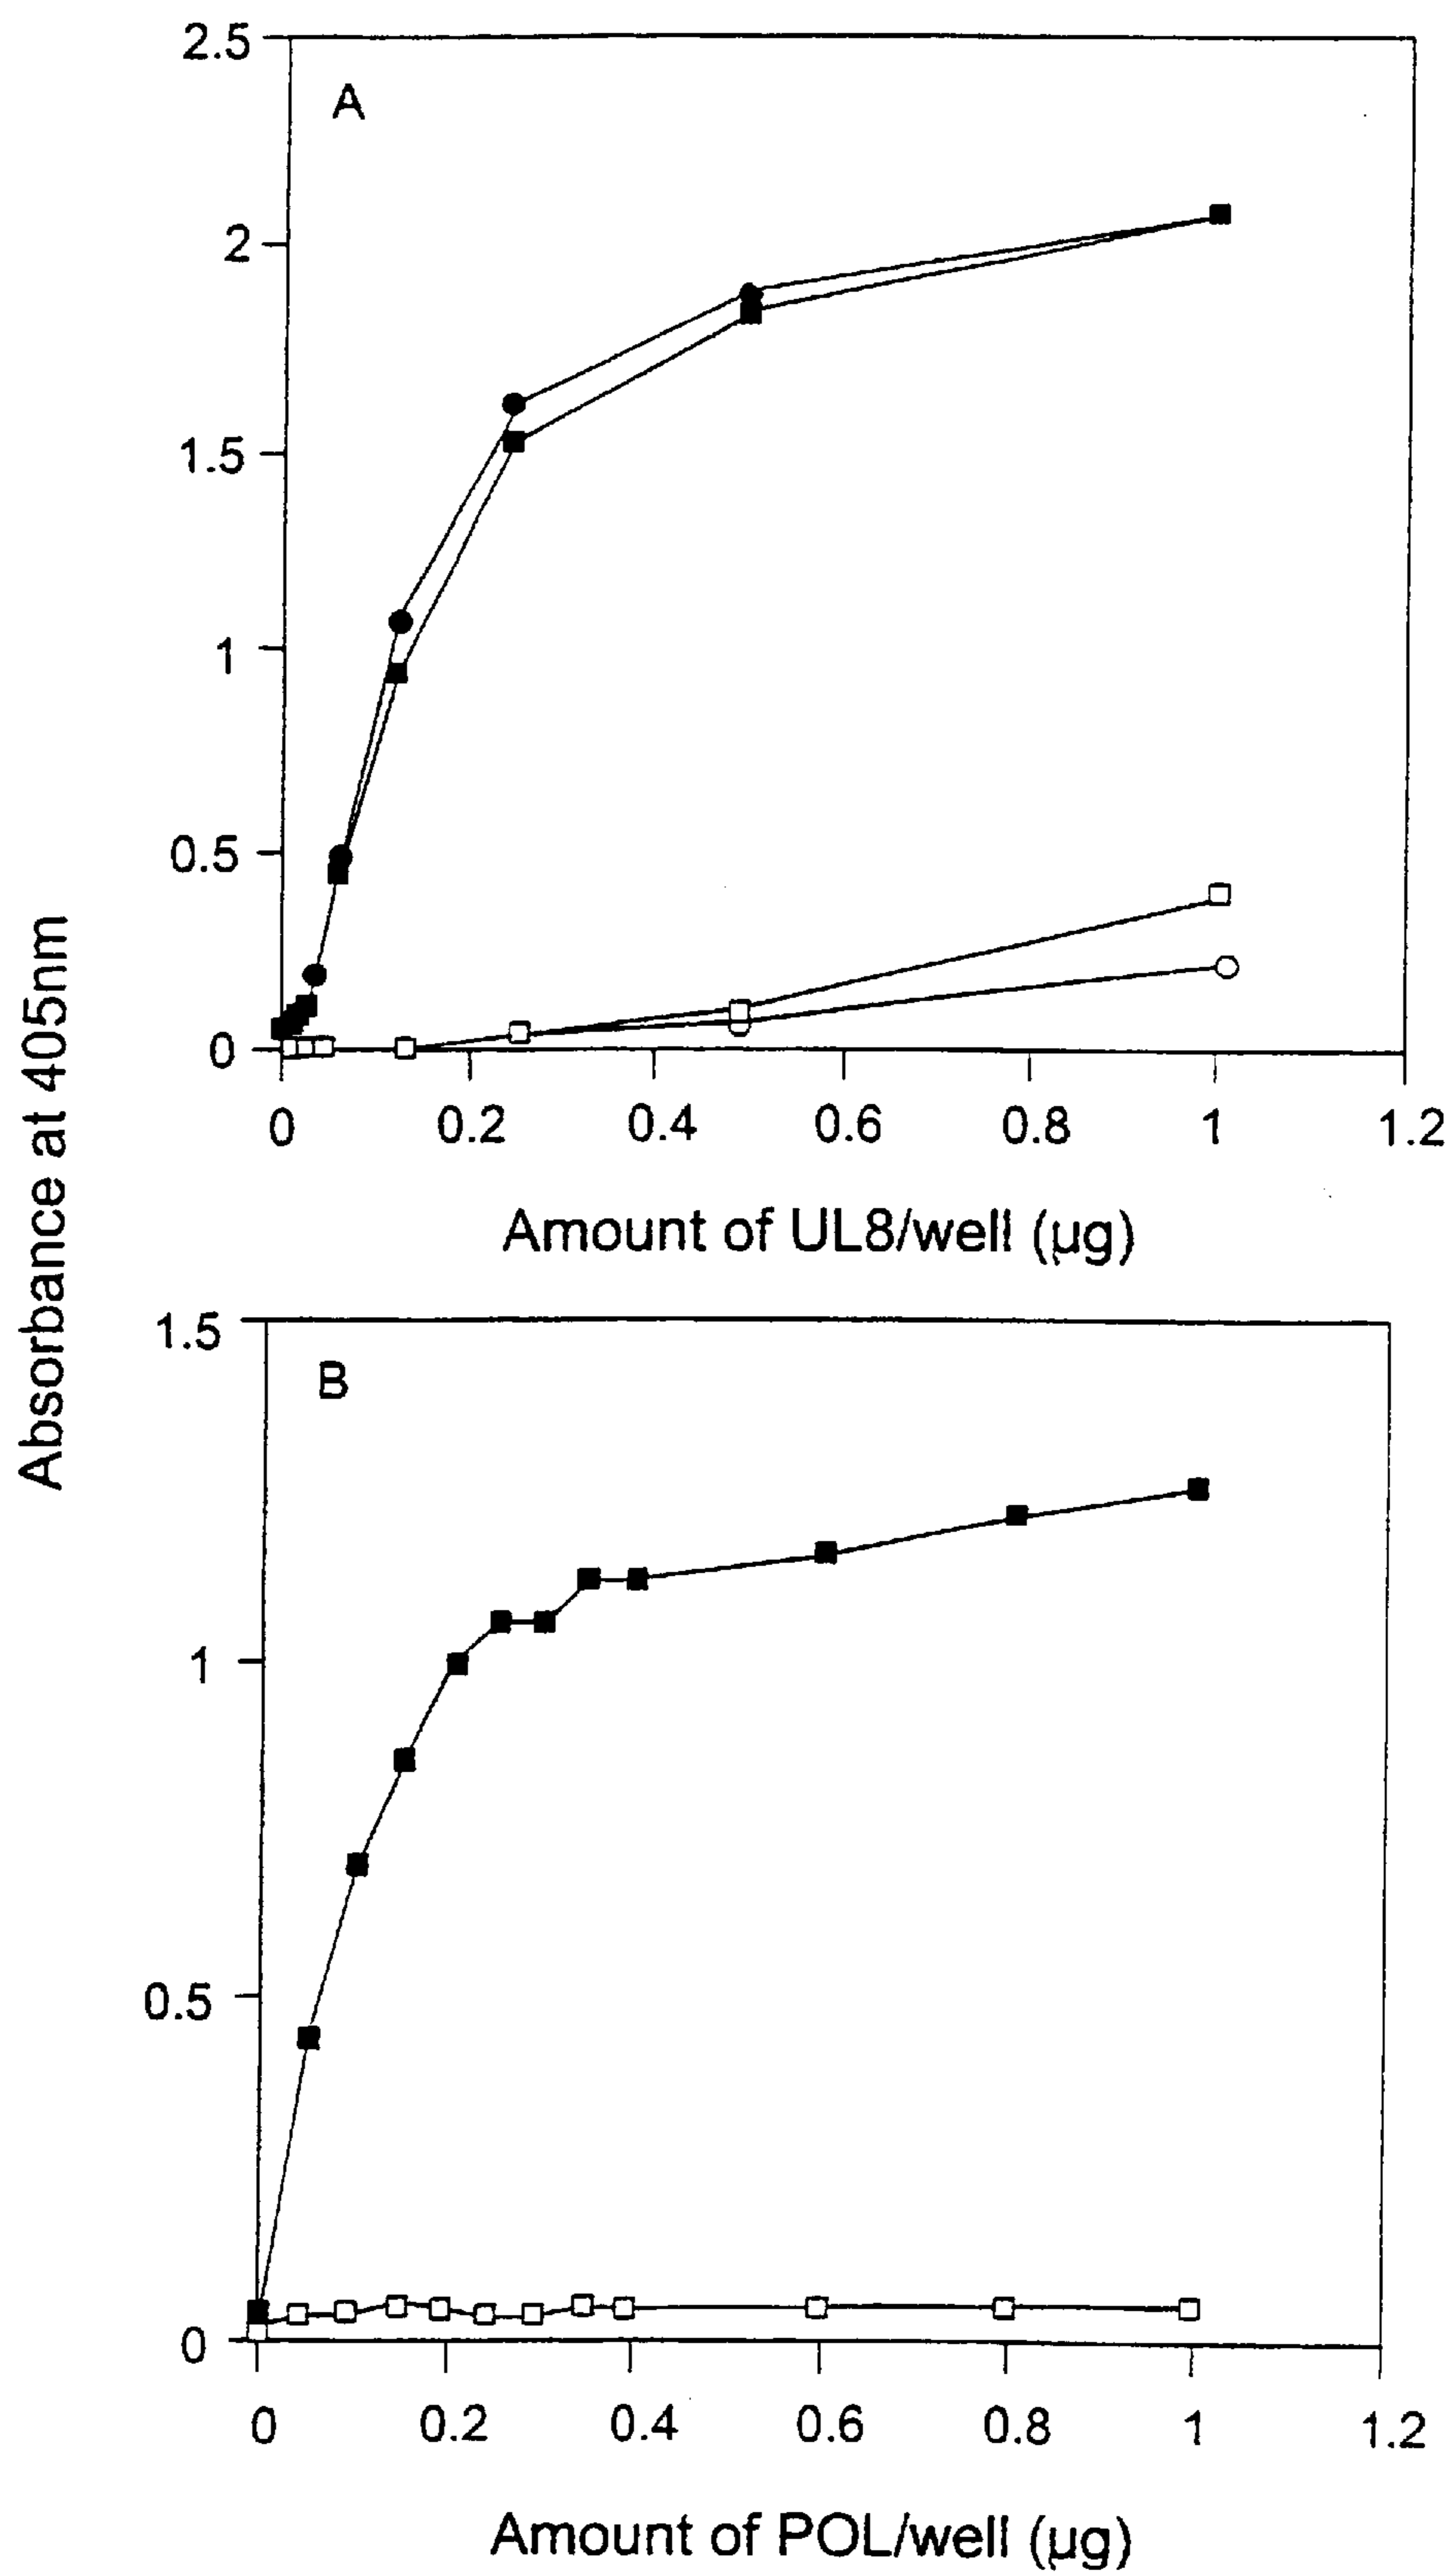 2.5
A
2
1.5
1
0.5
0
0 0.2 0.4 0.6 0.8 1 1.2
Amount of UL8/well (µg)
Absorbance at 405nm
1.5
B
1
0.5
0
0 0.2 0.4 0.6 0.8 1 1.2
Amount of POL/well (µg)